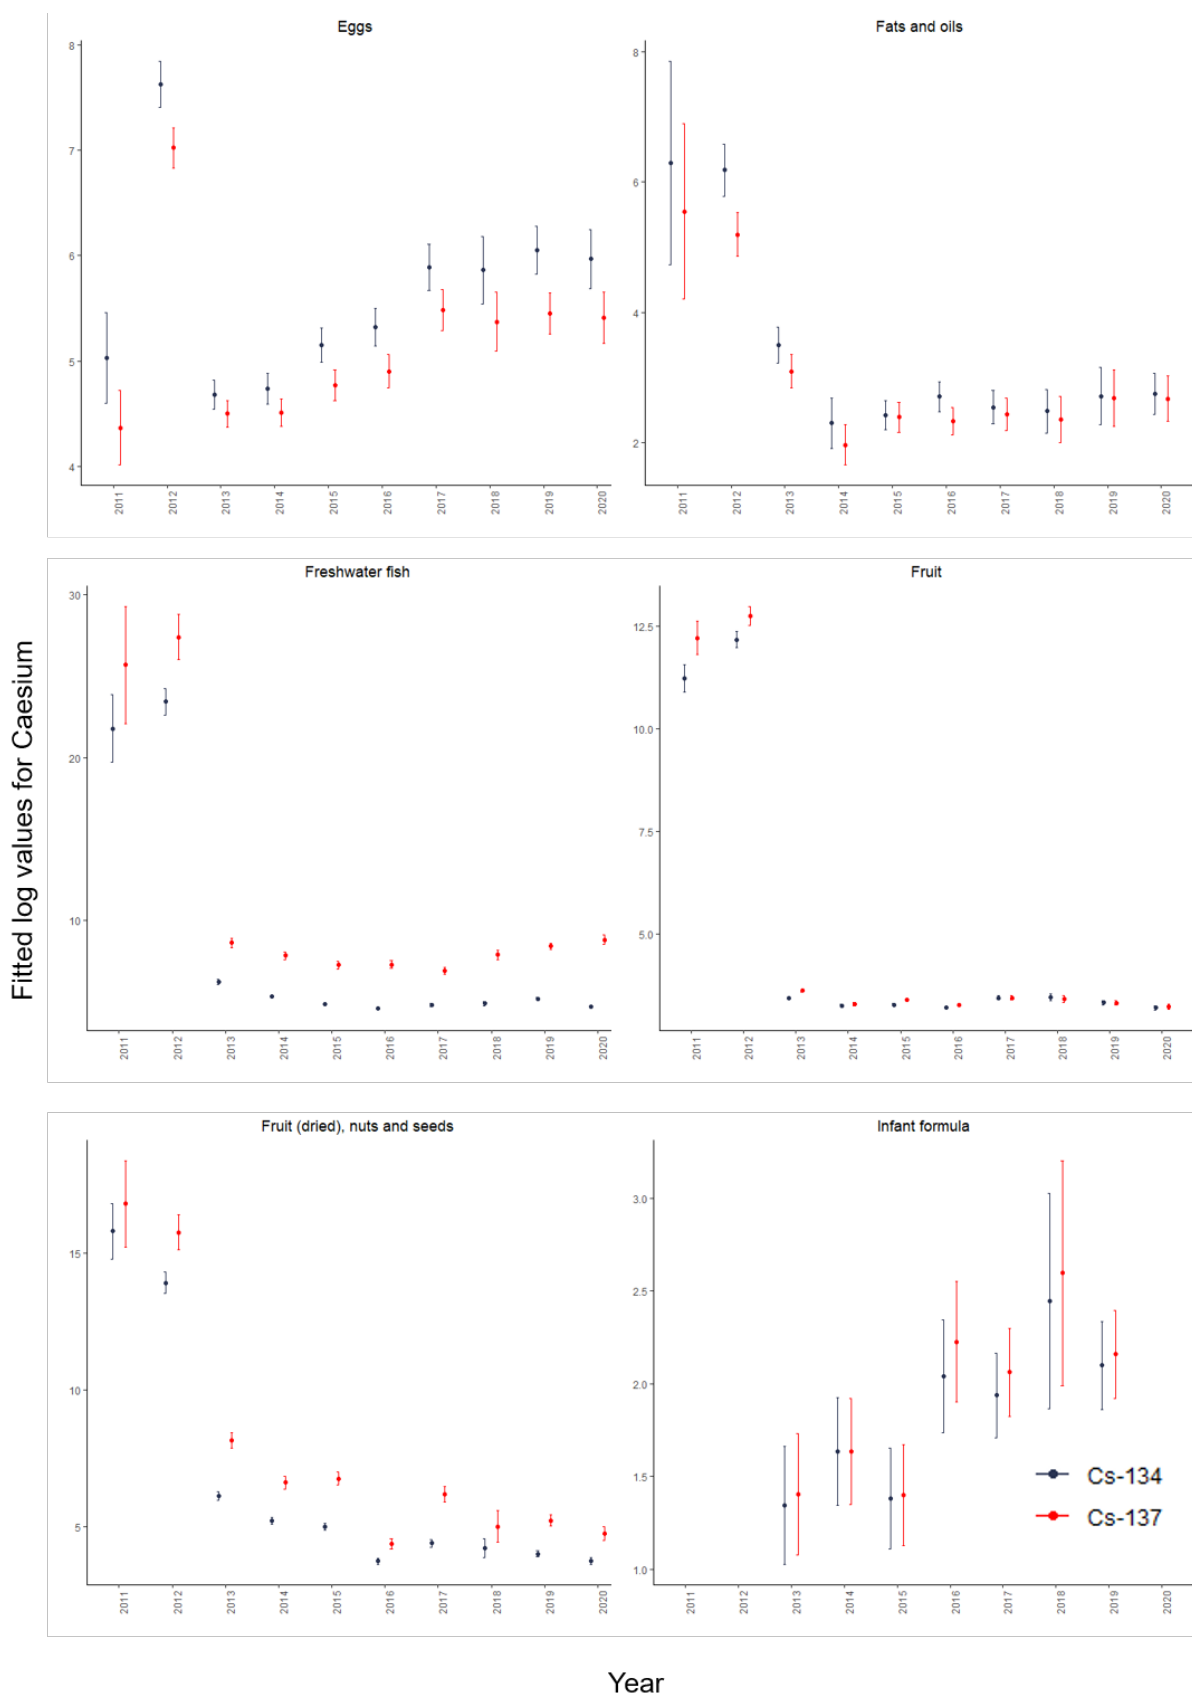 Eggs
8
7
6
5
4
2011 2012 2013 2014 2015 2016 2017 2018 2019 2020
Fats and oils
8
6
4
2
2011 2012 2013 2014 2015 2016 2017 2018 2019 2020
Fitted log values for Caesium
Freshwater fish
30
20
10
2011 2012 2013 2014 2015 2016 2017 2018 2019 2020
Fruit
12.5
10.0
7.5
5.0
2011 2012 2013 2014 2015 2016 2017 2018 2019 2020
Fruit (dried), nuts and seeds
15
10
5
2011 2012 2013 2014 2015 2016 2017 2018 2019 2020
Infant formula
3.0
2.5
2.0
1.5
1.0
Cs-134
Cs-137
2011 2012 2013 2014 2015 2016 2017 2018 2019 2020
Year